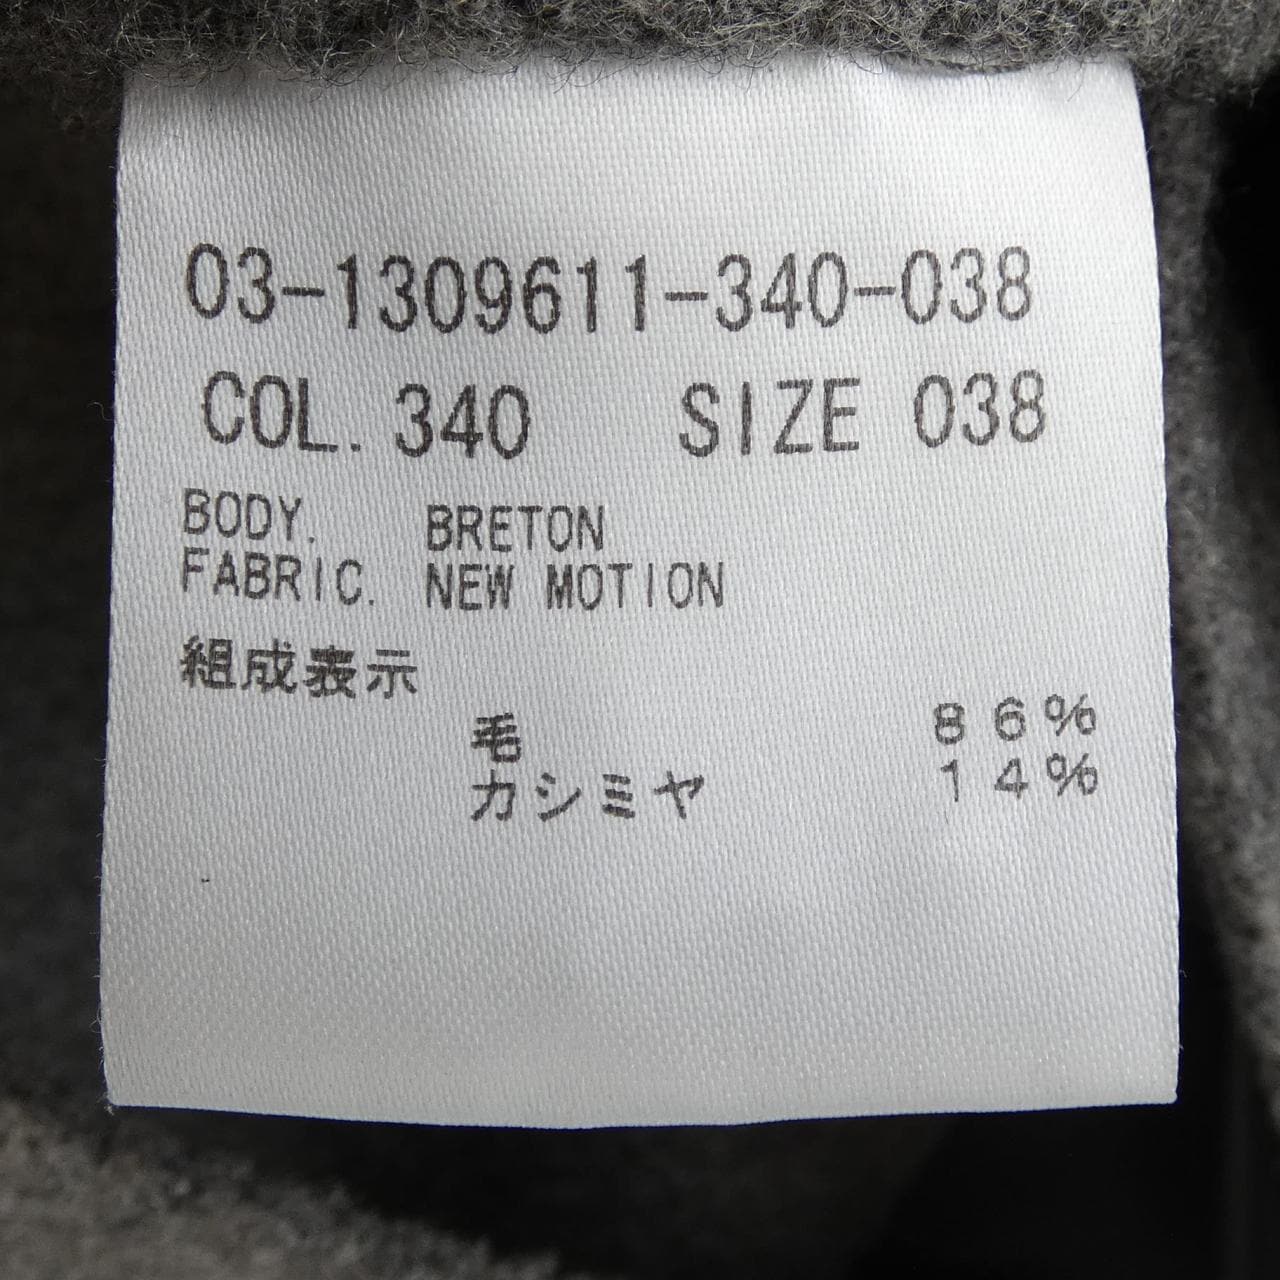 03-1309611-340-038
COL. 340 SIZE 038
BODY. BRETON
FABRIC. NEW MOTION
組成表示
毛 86%
カシミヤ 14%